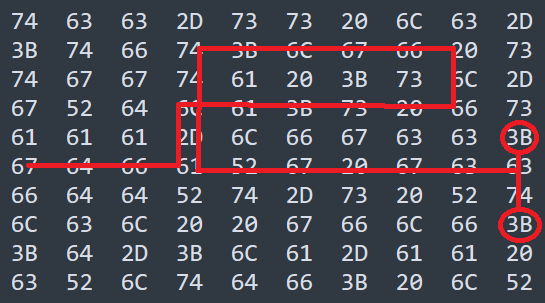 74 63 63 2D 73 73 20 6C 63 2D
3B 74 66 74 3B 6C 67 66 20 73
74 67 67 74 61 20 3B 73 6C 2D
67 52 64 6C 61 3B 73 20 66 73
61 61 61 2D 6C 66 67 63 63 3B
67 64 66 61 52 67 20 67 63 63
66 64 64 52 74 2D 73 20 52 74
6C 63 6C 20 20 67 66 6C 66 3B
3B 64 2D 3B 6C 61 2D 61 61 20
63 52 6C 74 64 66 3B 20 6C 52